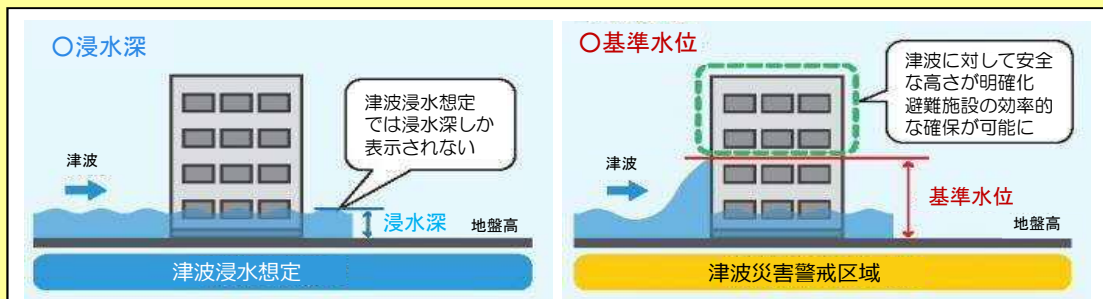 〇浸水深
津波浸水想定
では浸水深しか
表示されない
津波
浸水深
地盤高
津波浸水想定
〇基準水位
津波に対して安全
な高さが明確化
避難施設の効率的
な確保が可能に
津波
基準水位
地盤高
津波災害警戒区域